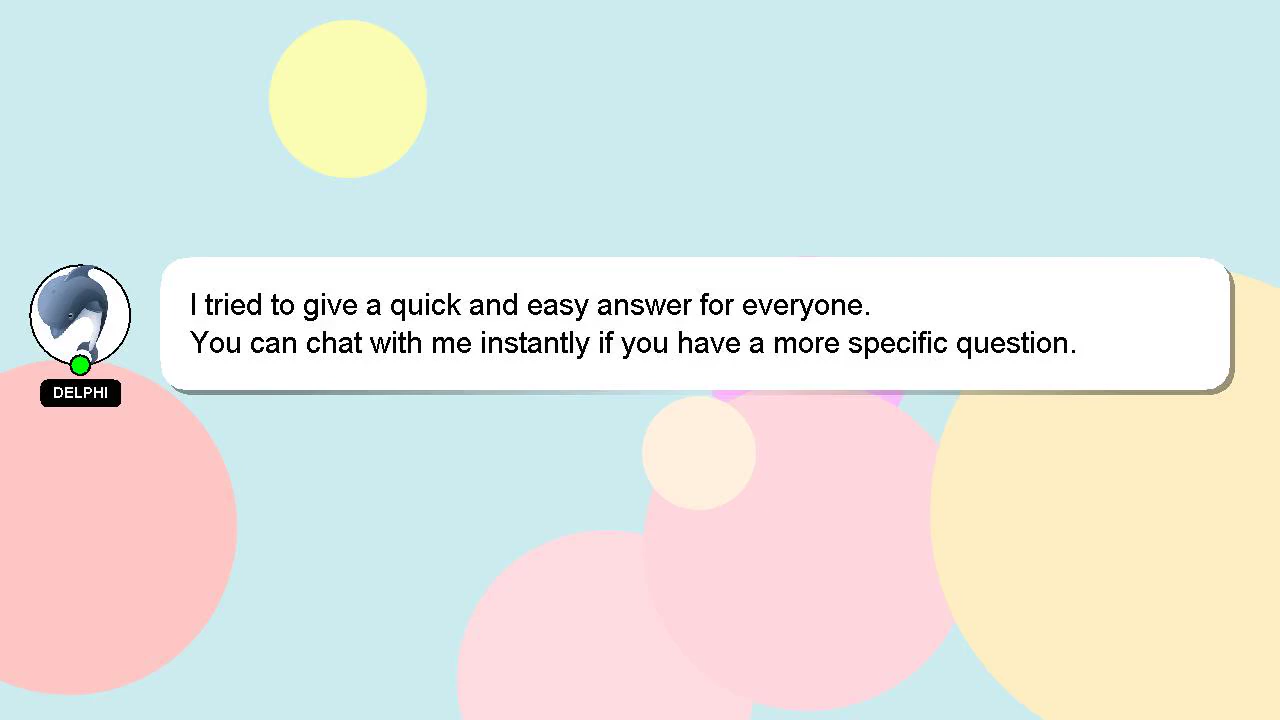 I tried to give a quick and easy answer for everyone.
You can chat with me instantly if you have a more specific question.
DELPHI